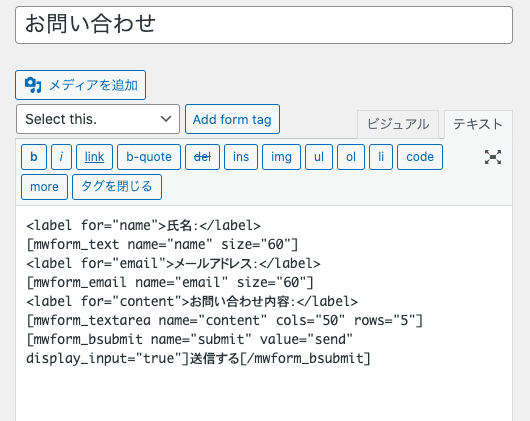 お問い合わせ
メディアを追加
Select this.
Add form tag
ビジュアル
テキスト
b
i
link
b-quote
del
ins
img
ul
ol
li
code
more
タグを閉じる
<label for="name">氏名:</label>
[mwform_text name="name" size="60"]
<label for="email">メールアドレス:</label>
[mwform_email name="email" size="60"]
<label for="content">お問い合わせ内容:</label>
[mwform_textarea name="content" cols="50" rows="5"]
[mwform_bsubmit name="submit" value="send"
display_input="true"]送信する[/mwform_bsubmit]